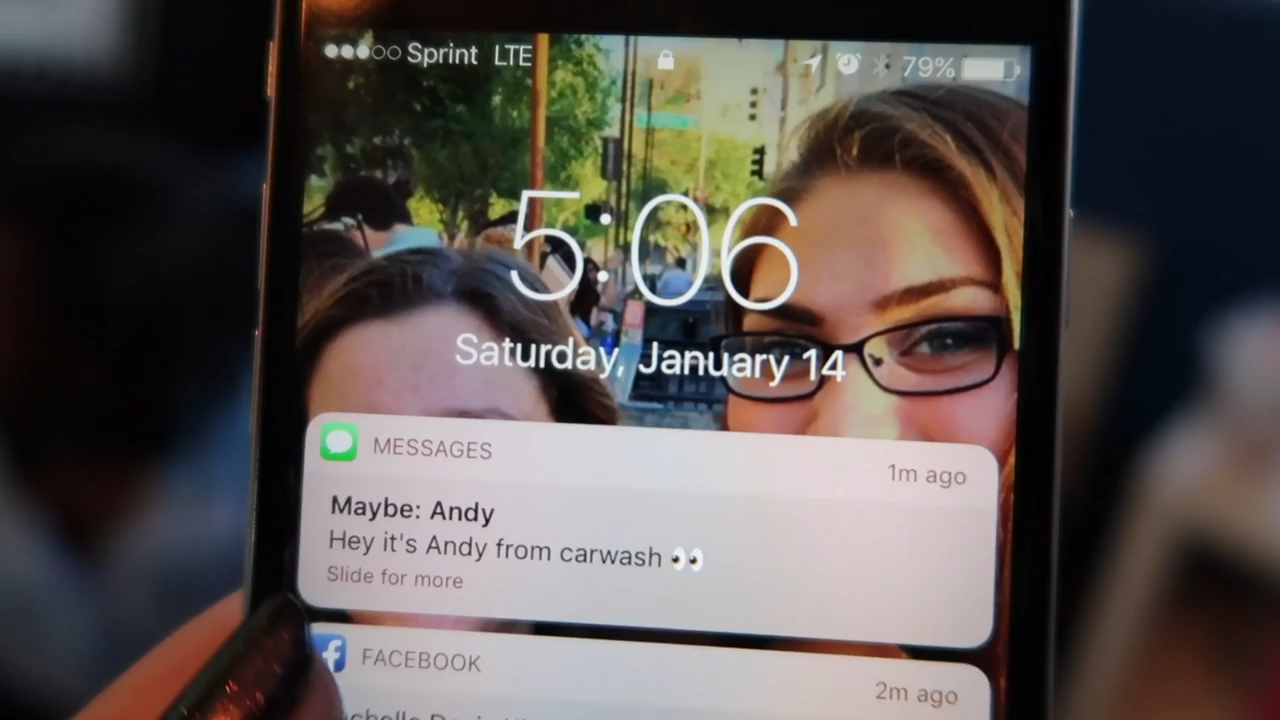 Sprint LTE
79%
5:06
Saturday, January 14
MESSAGES
1m ago
Maybe: Andy
Hey it's Andy from carwash 👀
Slide for more
FACEBOOK
2m ago